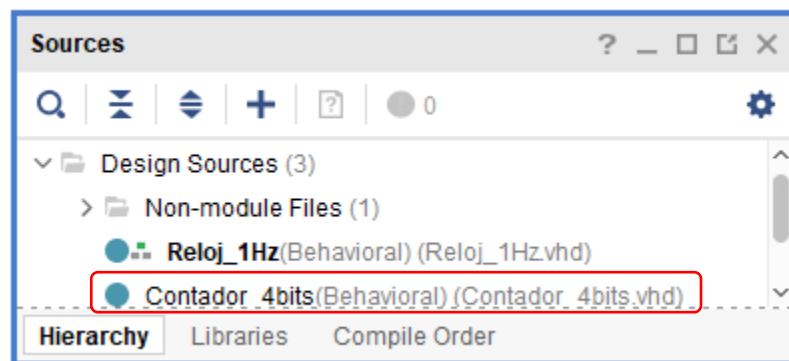 Sources
0
Design Sources (3)
Non-module Files (1)
Reloj_1Hz(Behavioral) (Reloj_1Hz.vhd)
Contador_4bits(Behavioral) (Contador_4bits.vhd)
Hierarchy Libraries Compile Order